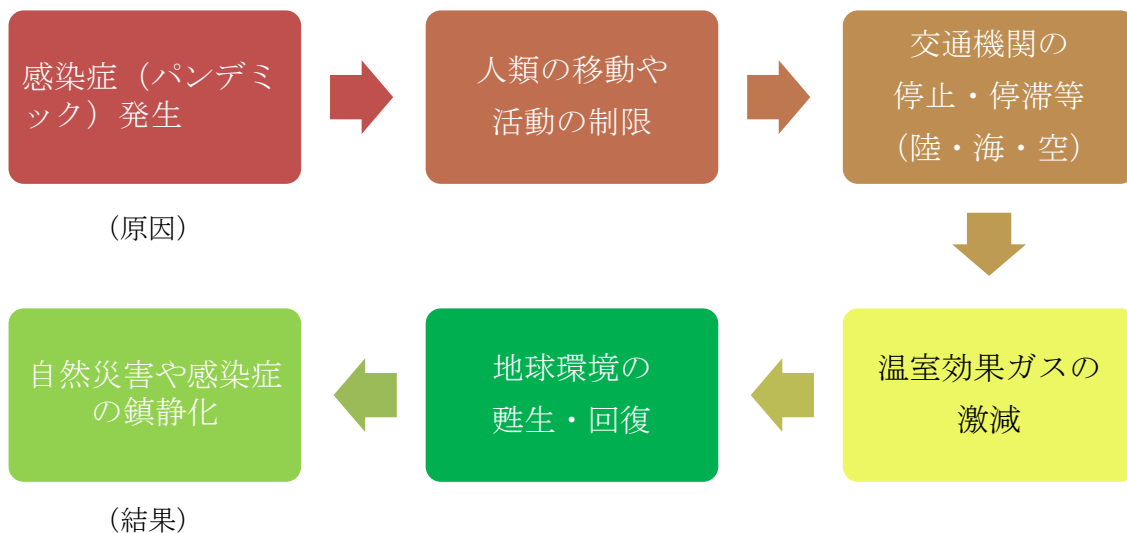 感染症（パンデミ
ック）発生
人類の移動や
活動の制限
交通機関の
停止・停滞等
（陸・海・空）
（原因）
温室効果ガスの
激減
地球環境の
甦生・回復
自然災害や感染症
の鎮静化
（結果）